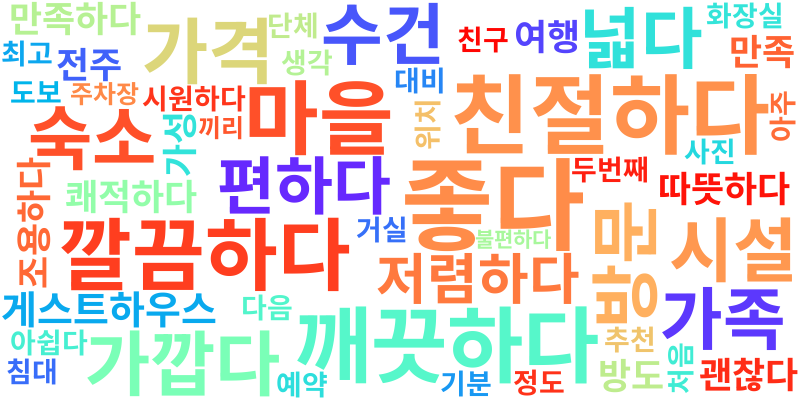 만족하다
가격
단체
수건
친구
여행
넓다
화장실
최고
전주
생각
만족
도보
주차장
시원하다
마을
대비
친절하다
숙소
가성
끼리
위치
아주
사진
조용하다
쾌적하다
편하다
좋다
두번째
따뜻하다
깔끔하다
거실
불편하다
저렴하다
방문
시설
게스트하우스
다음
깨끗하다
가족
아쉽다
가깝다
추천
처음
침대
예약
기분
정도
방도
괜찮다